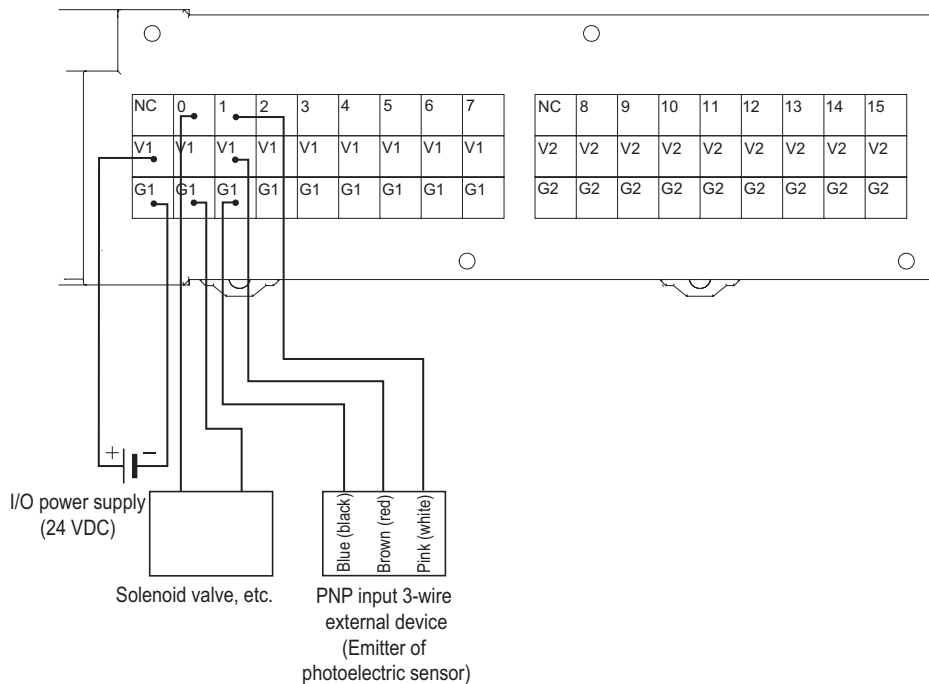 NC 0 1 2 3 4 5 6 7
V1 V1 V1 V1 V1 V1 V1 V1 V1
G1 G1 G1 G1 G1 G1 G1 G1 G1
NC 8 9 10 11 12 13 14 15
V2 V2 V2 V2 V2 V2 V2 V2 V2
G2 G2 G2 G2 G2 G2 G2 G2 G2
+ −
I/O power supply
(24 VDC)
Solenoid valve, etc.
Blue (black)
Brown (red)
Pink (white)
PNP input 3-wire
external device
(Emitter of
photoelectric sensor)